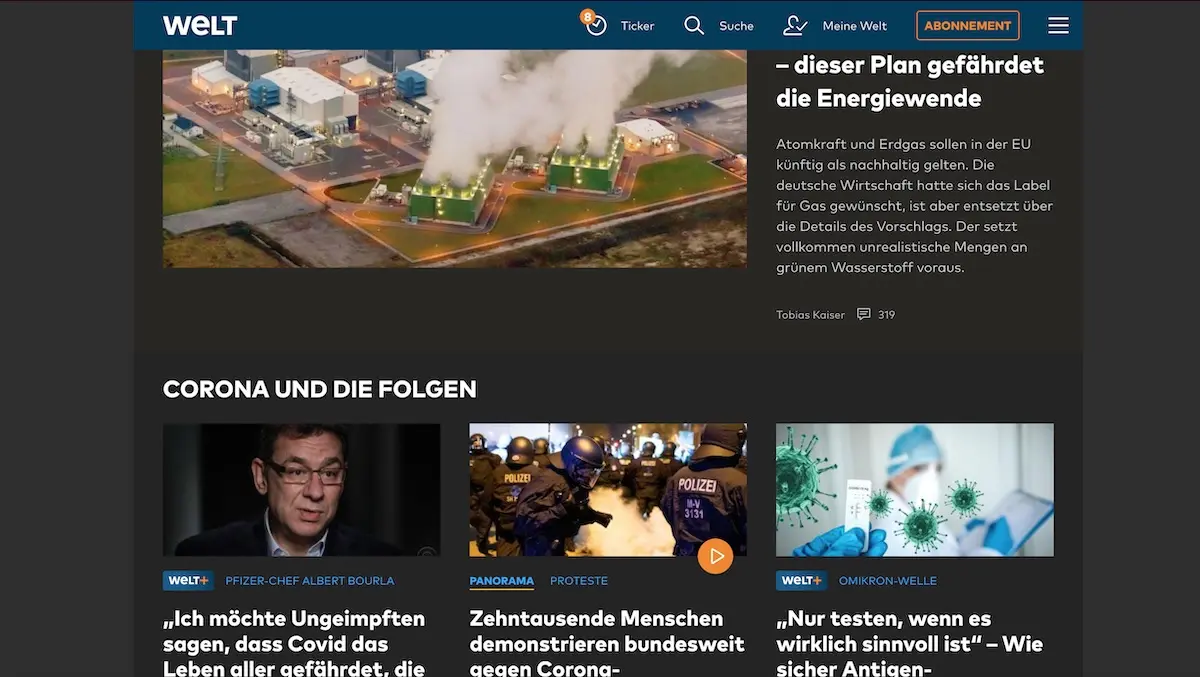 WELT
8
Ticker
Suche
Meine Welt
ABONNEMENT
– dieser Plan gefährdet
die Energiewende
Atomkraft und Erdgas sollen in der EU
künftig als nachhaltig gelten. Die
deutsche Wirtschaft hatte sich das Label
für Gas gewünscht, ist aber entsetzt über
die Details des Vorschlags. Der setzt
vollkommen unrealistische Mengen an
grünem Wasserstoff voraus.
Tobias Kaiser 319
CORONA UND DIE FOLGEN
POLIZEI
POLIZEI
M-V
3131
WELT+ PFIZER-CHEF ALBERT BOURLA
„Ich möchte Ungeimpften
sagen, dass Covid das
Leben aller gefährdet, die
PANORAMA PROTESTE
Zehntausende Menschen
demonstrieren bundesweit
gegen Corona-
WELT+ OMIKRON-WELLE
„Nur testen, wenn es
wirklich sinnvoll ist“ – Wie
sicher Antigen-